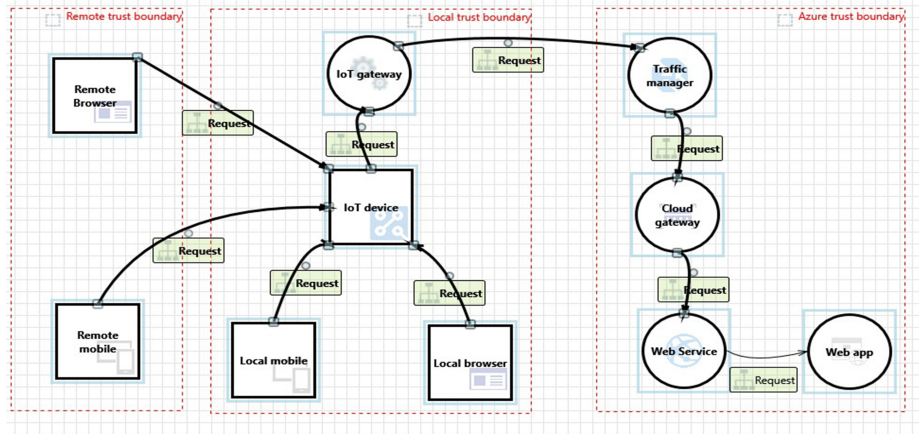 Remote trust boundary
Local trust boundary
Azure trust boundary
Remote
Browser
IoT gateway
Request
Traffic
manager
Request
Request
Request
IoT device
Cloud
gateway
Request
Request
Request
Request
Remote
mobile
Local mobile
Local browser
Web Service
Web app
Request